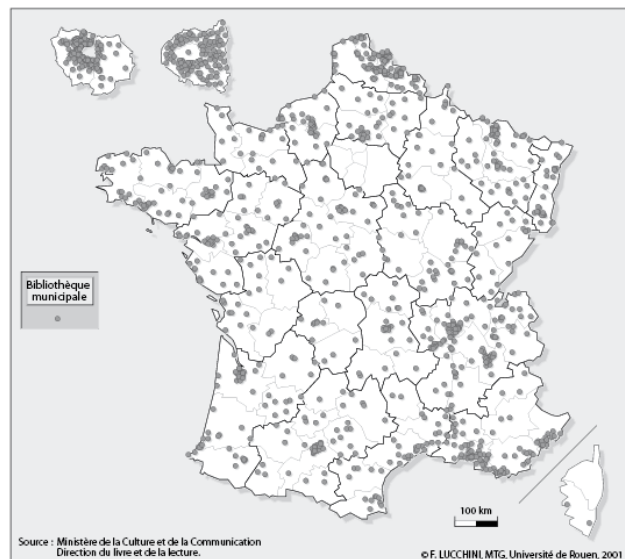 Bibliothèque
municipale
100 km
Source : Ministère de la Culture et de la Communication
Direction du livre et de la lecture.
© F. LUCCHINI, MTG, Université de Rouen, 2001